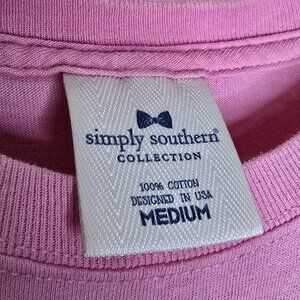 simply southern®
COLLECTION
100% COTTON
DESIGNED IN USA
MEDIUM